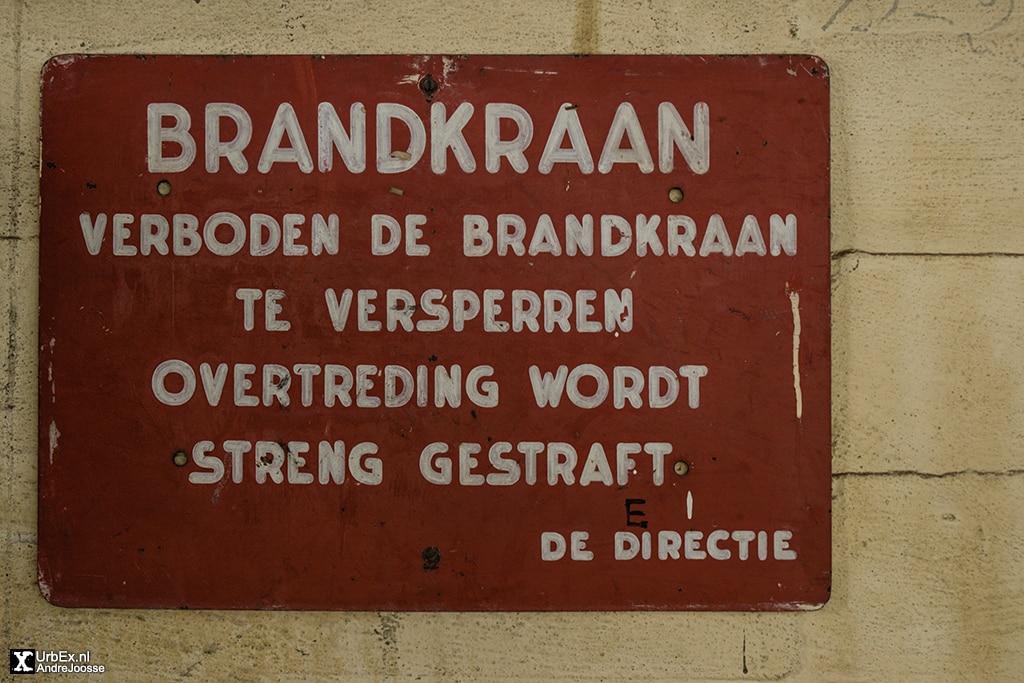 BRANDKRAAN
VERBODEN DE BRANDKRAAN
TE VERSPERREN
OVERTREDING WORDT
STRENG GESTRAFT
E
DE DIRECTIE
X UrbEx.nl
AndreJoosse